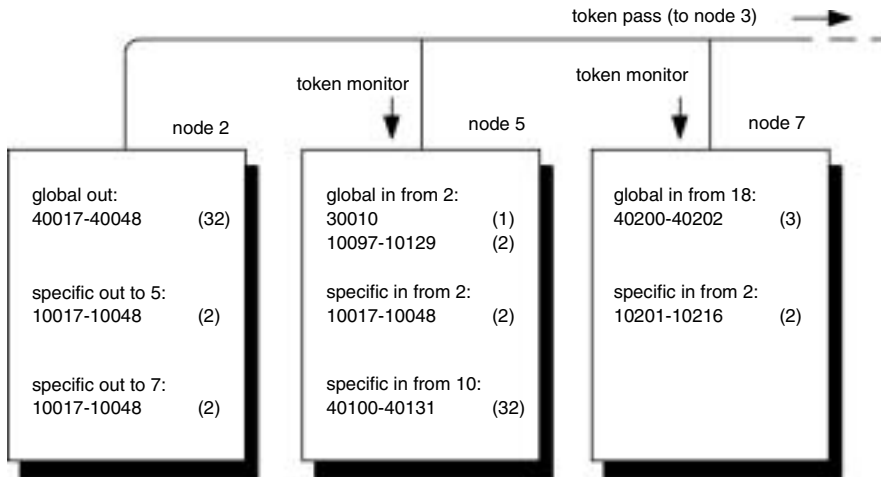 token pass (to node 3)
token monitor
token monitor
node 2
node 5
node 7
global out:
40017-40048 (32)
specific out to 5:
10017-10048 (2)
specific out to 7:
10017-10048 (2)
global in from 2:
30010 (1)
10097-10129 (2)
specific in from 2:
10017-10048 (2)
specific in from 10:
40100-40131 (32)
global in from 18:
40200-40202 (3)
specific in from 2:
10201-10216 (2)